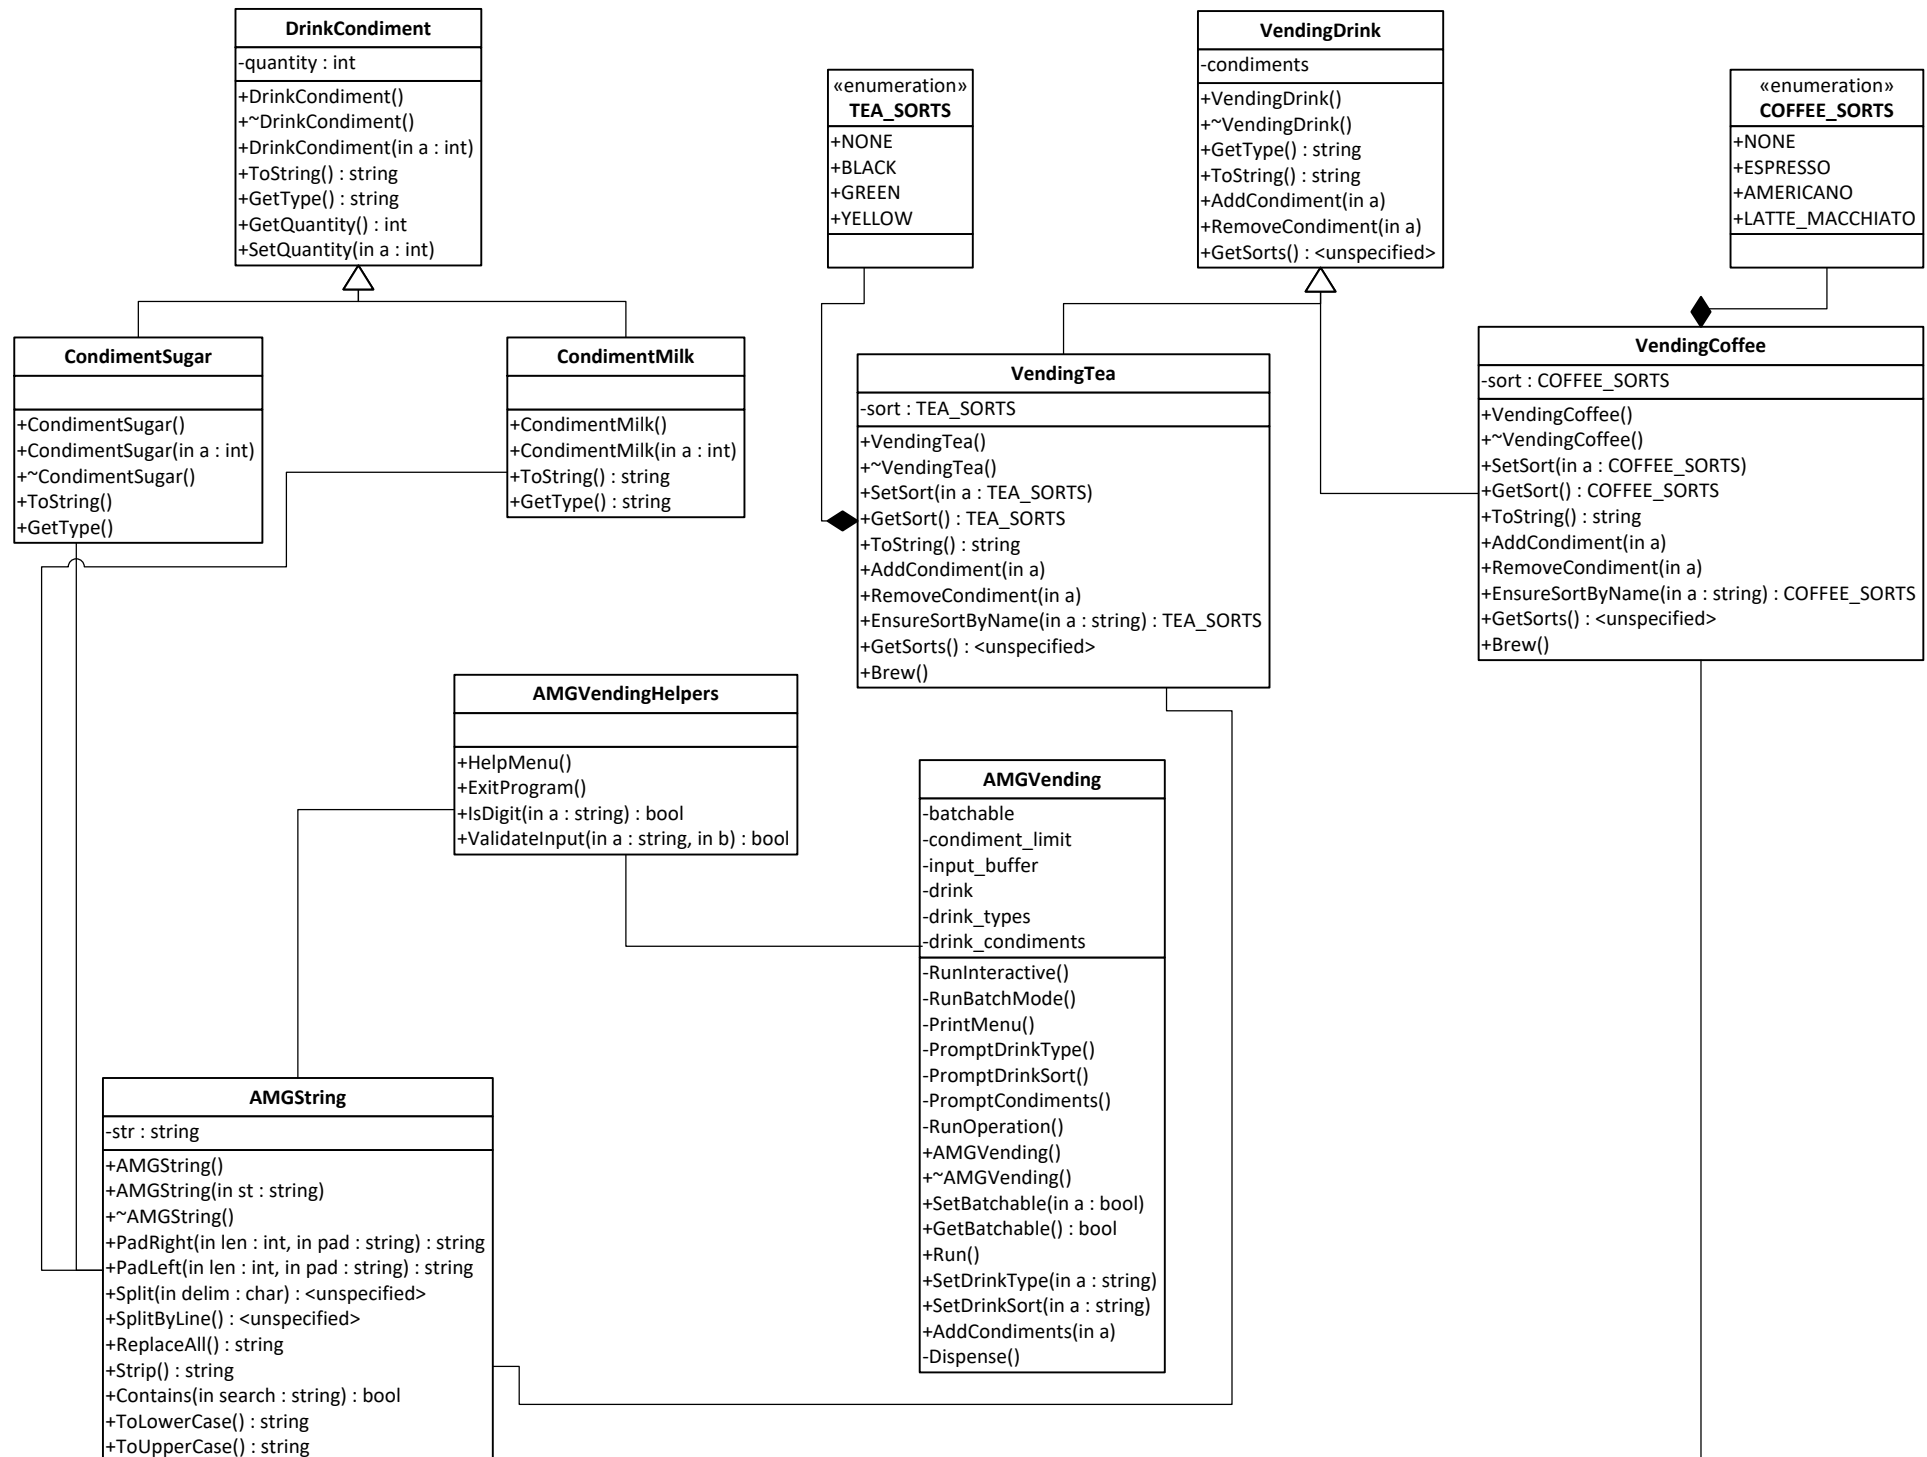 DrinkCondiment
-quantity : int
+DrinkCondiment()
+~DrinkCondiment()
+DrinkCondiment(in a : int)
+ToString() : string
+GetType() : string
+GetQuantity() : int
+SetQuantity(in a : int)
«enumeration»
TEA_SORTS
+NONE
+BLACK
+GREEN
+YELLOW
VendingDrink
-condiments
+VendingDrink()
+~VendingDrink()
+GetType() : string
+ToString() : string
+AddCondiment(in a)
+RemoveCondiment(in a)
+GetSorts() : <unspecified>
«enumeration»
COFFEE_SORTS
+NONE
+ESPRESSO
+AMERICANO
+LATTE_MACCHIATO
CondimentSugar
+CondimentSugar()
+CondimentSugar(in a : int)
+~CondimentSugar()
+ToString()
+GetType()
CondimentMilk
+CondimentMilk()
+CondimentMilk(in a : int)
+ToString() : string
+GetType() : string
VendingTea
-sort : TEA_SORTS
+VendingTea()
+~VendingTea()
+SetSort(in a : TEA_SORTS)
+GetSort() : TEA_SORTS
+ToString() : string
+AddCondiment(in a)
+RemoveCondiment(in a)
+EnsureSortByName(in a : string) : TEA_SORTS
+GetSorts() : <unspecified>
+Brew()
VendingCoffee
-sort : COFFEE_SORTS
+VendingCoffee()
+~VendingCoffee()
+SetSort(in a : COFFEE_SORTS)
+GetSort() : COFFEE_SORTS
+ToString() : string
+AddCondiment(in a)
+RemoveCondiment(in a)
+EnsureSortByName(in a : string) : COFFEE_SORTS
+GetSorts() : <unspecified>
+Brew()
AMGVendingHelpers
+HelpMenu()
+ExitProgram()
+IsDigit(in a : string) : bool
+ValidateInput(in a : string, in b) : bool
AMGVending
-batchable
-condiment_limit
-input_buffer
-drink
-drink_types
-drink_condiments
-RunInteractive()
-RunBatchMode()
-PrintMenu()
-PromptDrinkType()
-PromptDrinkSort()
-PromptCondiments()
-RunOperation()
+AMGVending()
+~AMGVending()
+SetBatchable(in a : bool)
+GetBatchable() : bool
+Run()
+SetDrinkType(in a : string)
+SetDrinkSort(in a : string)
+AddCondiments(in a)
-Dispense()
AMGString
-str : string
+AMGString()
+AMGString(in st : string)
+~AMGString()
+PadRight(in len : int, in pad : string) : string
+PadLeft(in len : int, in pad : string) : string
+Split(in delim : char) : <unspecified>
+SplitByLine() : <unspecified>
+ReplaceAll() : string
+Strip() : string
+Contains(in search : string) : bool
+ToLowerCase() : string
+ToUpperCase() : string